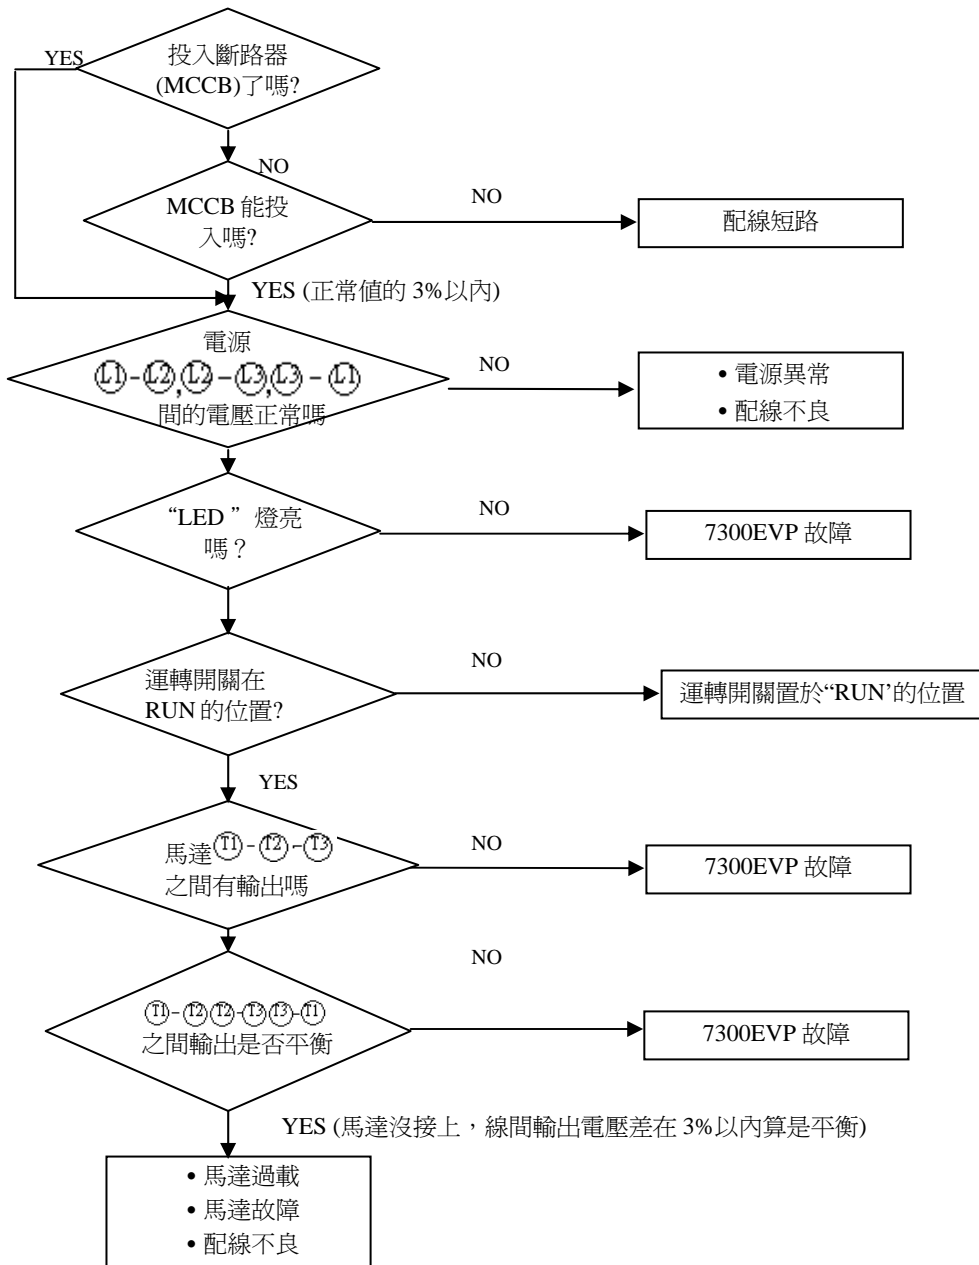 YES
投入斷路器
(MCCB)了嗎?
NO
MCCB 能投
入嗎?
NO
配線短路
YES (正常值的 3%以內)
電源
L1-L2,L2-L3,L3-L1
間的電壓正常嗎
NO
• 電源異常
• 配線不良
“LED ” 燈亮
嗎？
NO
7300EVP 故障
運轉開關在
RUN 的位置?
NO
運轉開關置於“RUN’的位置
YES
馬達T1-T2-T3
之間有輸出嗎
NO
7300EVP 故障
NO
T1-T2T2-T3T3-T1
之間輸出是否平衡
7300EVP 故障
YES (馬達沒接上，線間輸出電壓差在 3%以內算是平衡)
• 馬達過載
• 馬達故障
• 配線不良